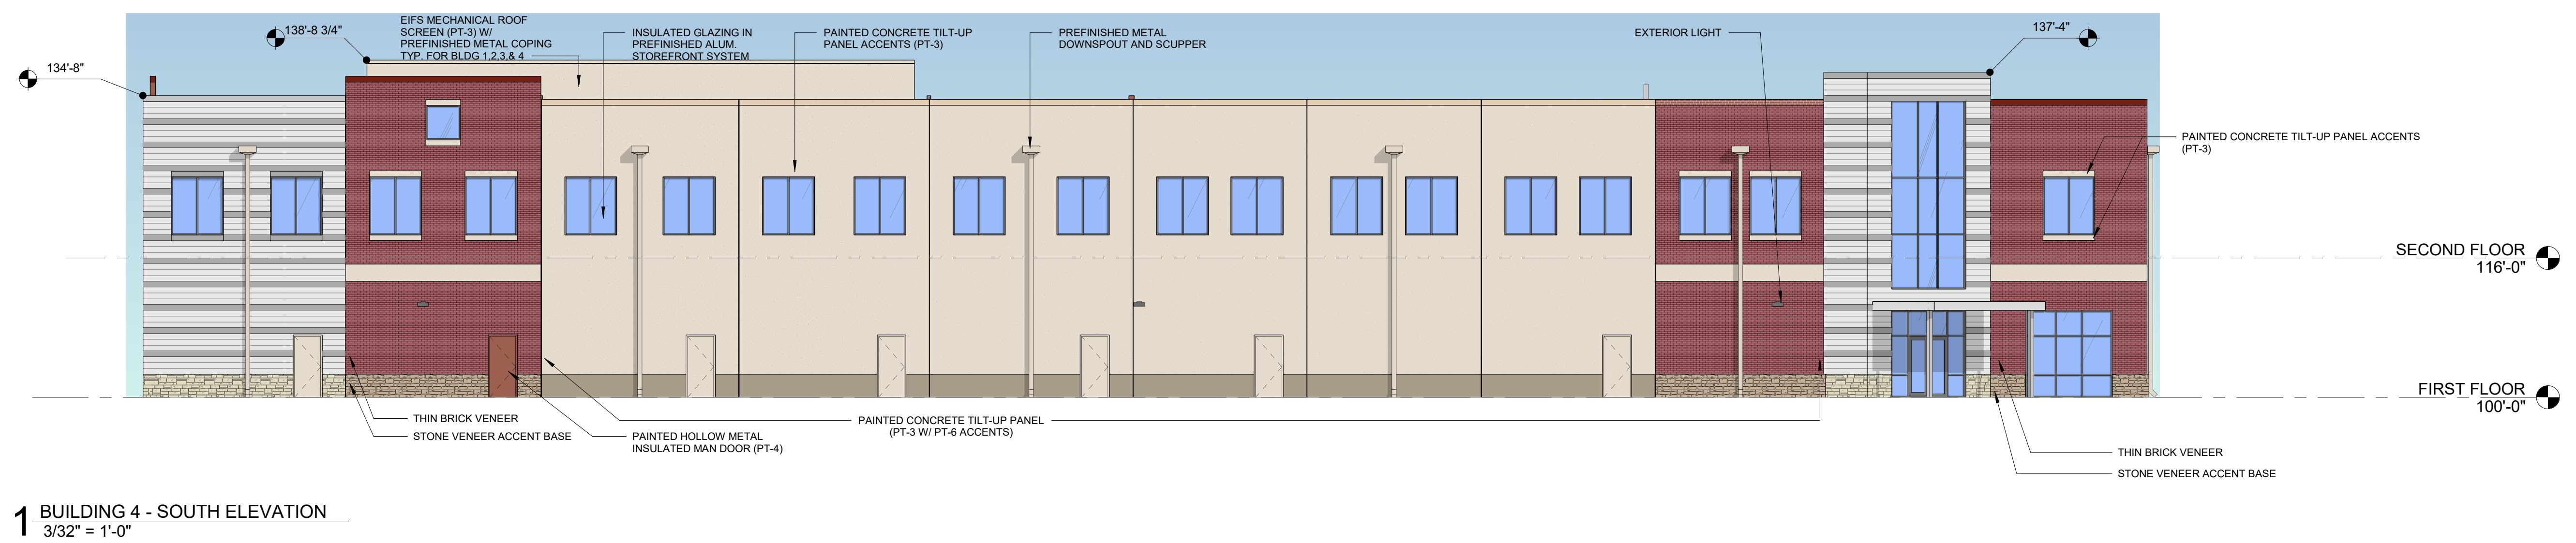 134'-8"
138'-8 3/4"
EIFS MECHANICAL ROOF
SCREEN (PT-3) W/
PREFINISHED METAL COPING
TYP. FOR BLDG 1,2,3,& 4
INSULATED GLAZING IN
PREFINISHED ALUM.
STOREFRONT SYSTEM
PAINTED CONCRETE TILT-UP
PANEL ACCENTS (PT-3)
PREFINISHED METAL
DOWNSPOUT AND SCUPPER
EXTERIOR LIGHT
137'-4"
PAINTED CONCRETE TILT-UP PANEL ACCENTS
(PT-3)
SECOND FLOOR
116'-0"
FIRST FLOOR
100'-0"
THIN BRICK VENEER
STONE VENEER ACCENT BASE
PAINTED HOLLOW METAL
INSULATED MAN DOOR (PT-4)
PAINTED CONCRETE TILT-UP PANEL
(PT-3 W/ PT-6 ACCENTS)
THIN BRICK VENEER
STONE VENEER ACCENT BASE
1 BUILDING 4 - SOUTH ELEVATION
3/32" = 1'-0"